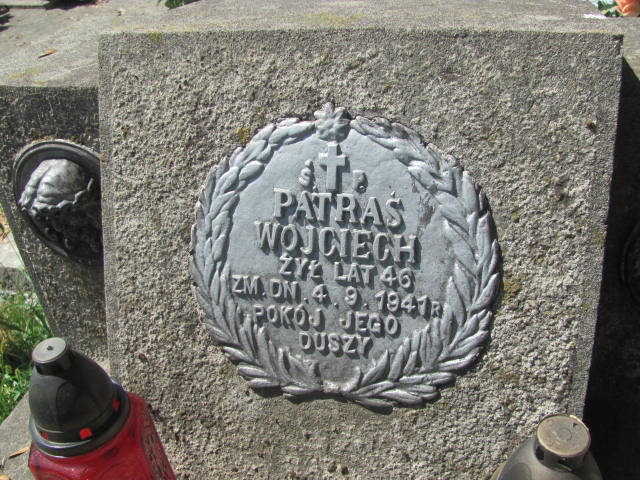 Ś P
PATRAŚ
WOJCIECH
ŻYŁ LAT 46
ZM. DN. 4. 9. 1941 R
POKÓJ JEGO
DUSZY